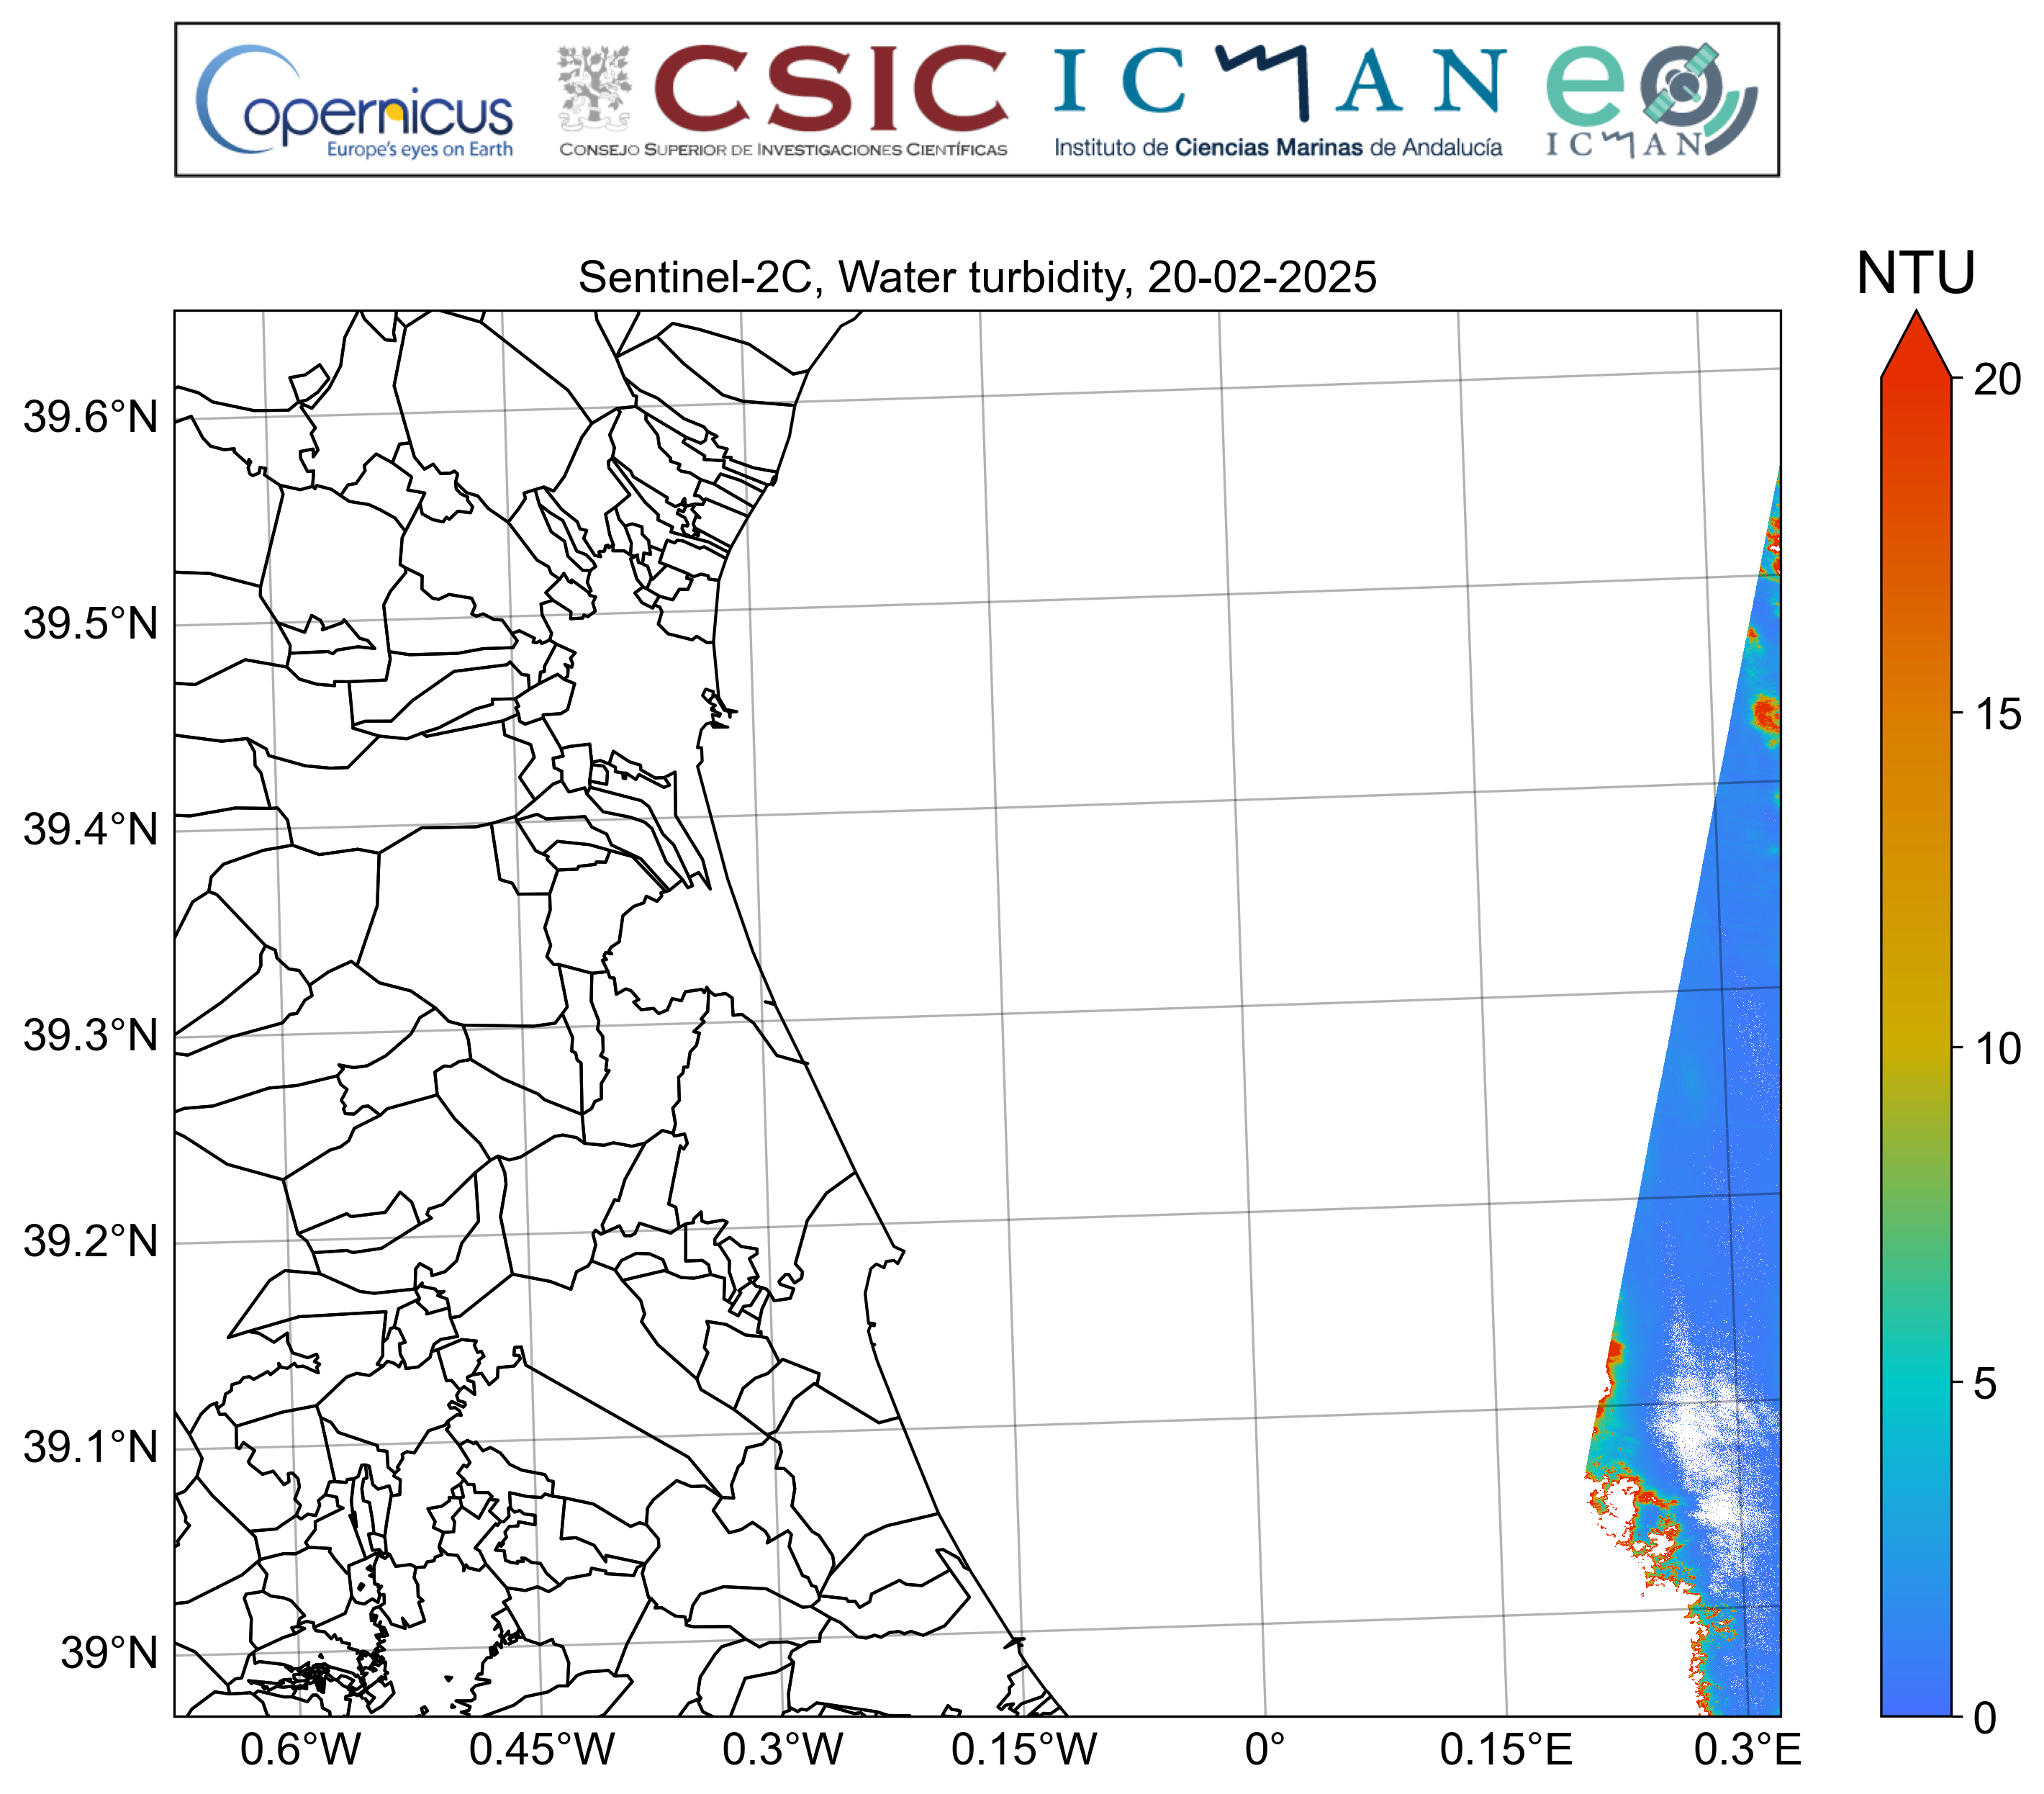 Copernicus
Europe's eyes on Earth
CSIC
CONSEJO SUPERIOR DE INVESTIGACIONES CIENTÍFICAS
ICMAN
Instituto de Ciencias Marinas de Andalucía
eo
ICMAN
Sentinel-2C, Water turbidity, 20-02-2025
NTU
20
15
10
5
0
39.6°N
39.5°N
39.4°N
39.3°N
39.2°N
39.1°N
39°N
0.6°W 0.45°W 0.3°W 0.15°W 0° 0.15°E 0.3°E